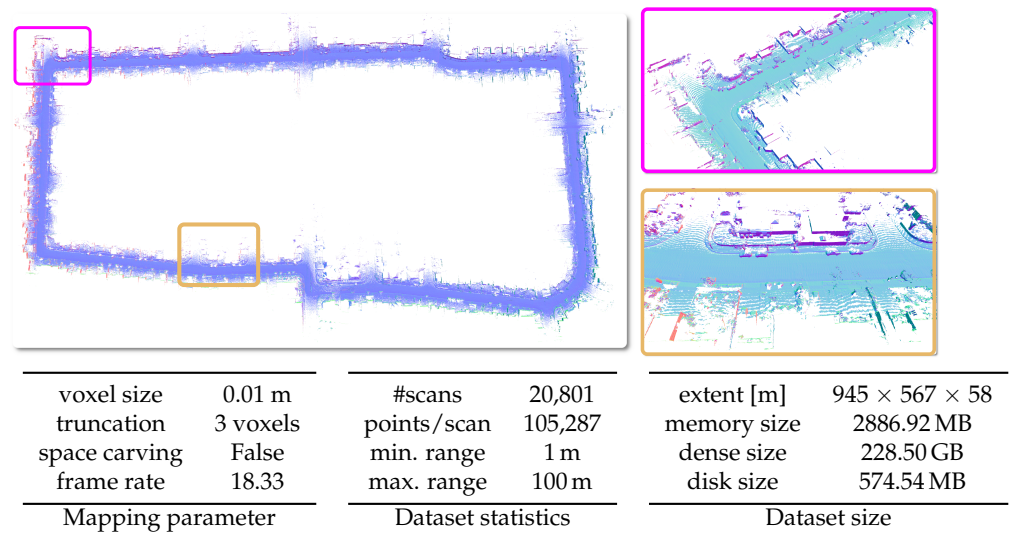 voxel size 0.01 m
truncation 3 voxels
space carving False
frame rate 18.33
Mapping parameter
#scans 20,801
points/scan 105,287
min. range 1 m
max. range 100 m
Dataset statistics
extent [m] 945 × 567 × 58
memory size 2886.92 MB
dense size 228.50 GB
disk size 574.54 MB
Dataset size